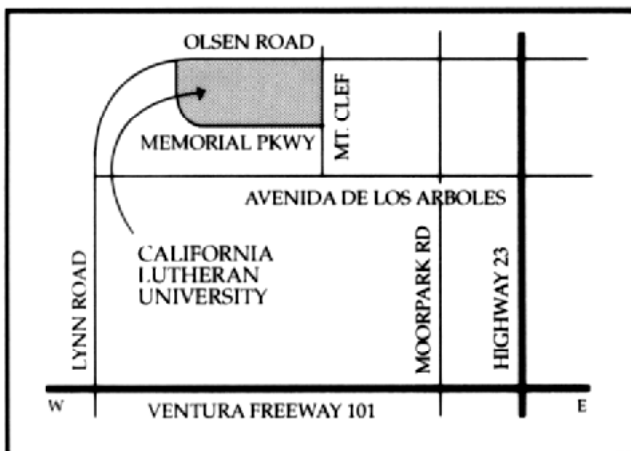 OLSEN ROAD
MT. CLEF
MEMORIAL PKWY
AVENIDA DE LOS ARBOLES
CALIFORNIA
LUTHERAN
UNIVERSITY
LYNN ROAD
MOORPARK RD
HIGHWAY 23
W
VENTURA FREEWAY 101
E